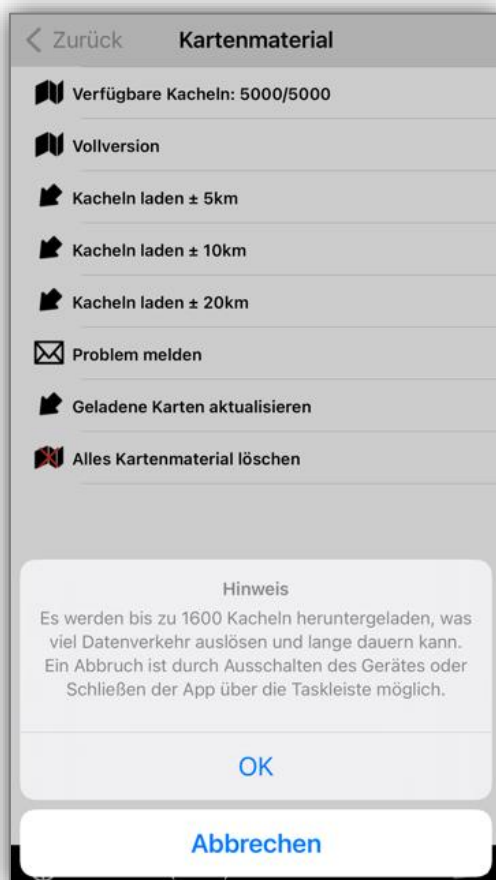 Zurück Kartenmaterial
Verfügbare Kacheln: 5000/5000
Vollversion
Kacheln laden ± 5km
Kacheln laden ± 10km
Kacheln laden ± 20km
Problem melden
Geladene Karten aktualisieren
Alles Kartenmaterial löschen
Hinweis
Es werden bis zu 1600 Kacheln heruntergeladen, was
viel Datenverkehr auslösen und lange dauern kann.
Ein Abbruch ist durch Ausschalten des Gerätes oder
Schließen der App über die Taskleiste möglich.
OK
Abbrechen